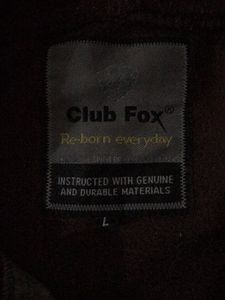 Club Fox®
Re-born everyday
INSTRUCTED WITH GENUINE
AND DURABLE MATERIALS
L